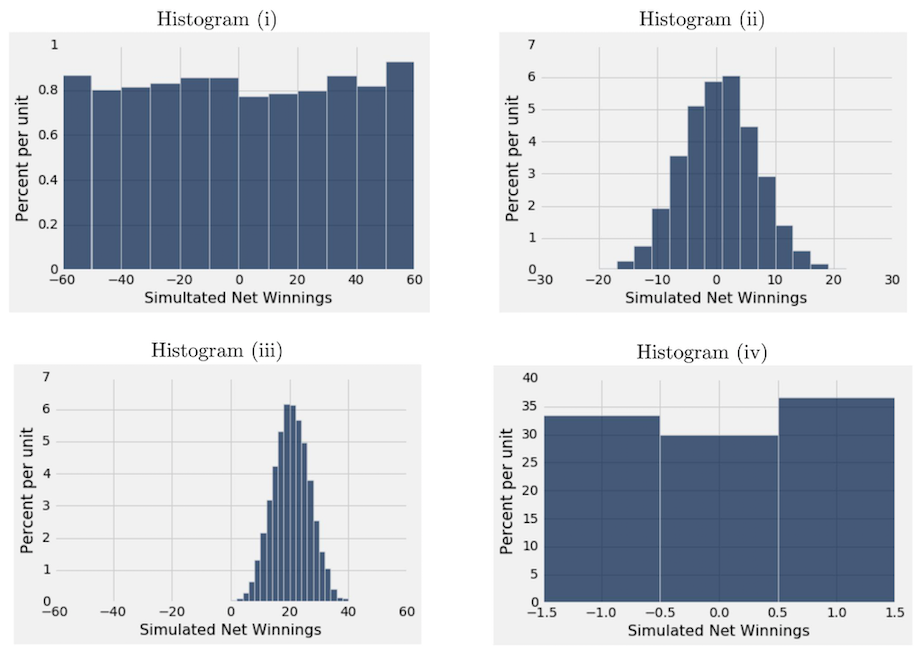 Histogram (i)
1
0.8
0.6
0.4
0.2
0
Percent per unit
−60 −40 −20 0 20 40 60
Simultated Net Winnings
Histogram (ii)
7
6
5
4
3
2
1
0
Percent per unit
−30 −20 −10 0 10 20 30
Simulated Net Winnings
Histogram (iii)
7
6
5
4
3
2
1
0
Percent per unit
−60 −40 −20 0 20 40 60
Simulated Net Winnings
Histogram (iv)
40
35
30
25
20
15
10
5
0
Percent per unit
−1.5 −1.0 −0.5 0.0 0.5 1.0 1.5
Simulated Net Winnings